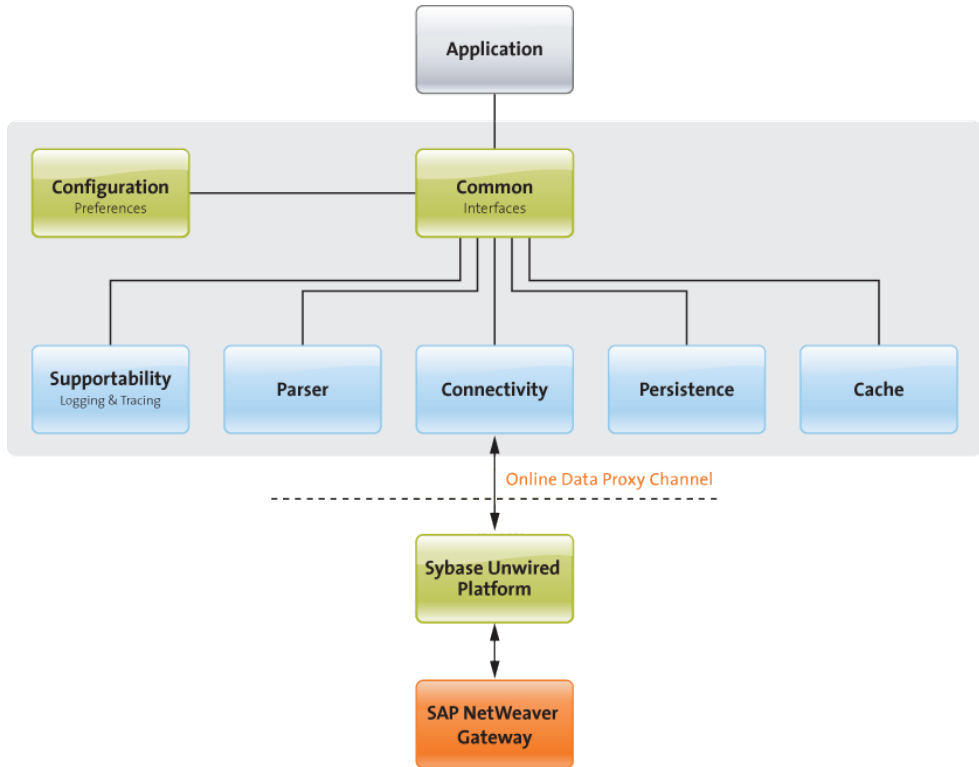 Application
Configuration
Preferences
Common
Interfaces
Supportability
Logging & Tracing
Parser
Connectivity
Persistence
Cache
Online Data Proxy Channel
Sybase Unwired
Platform
SAP NetWeaver
Gateway